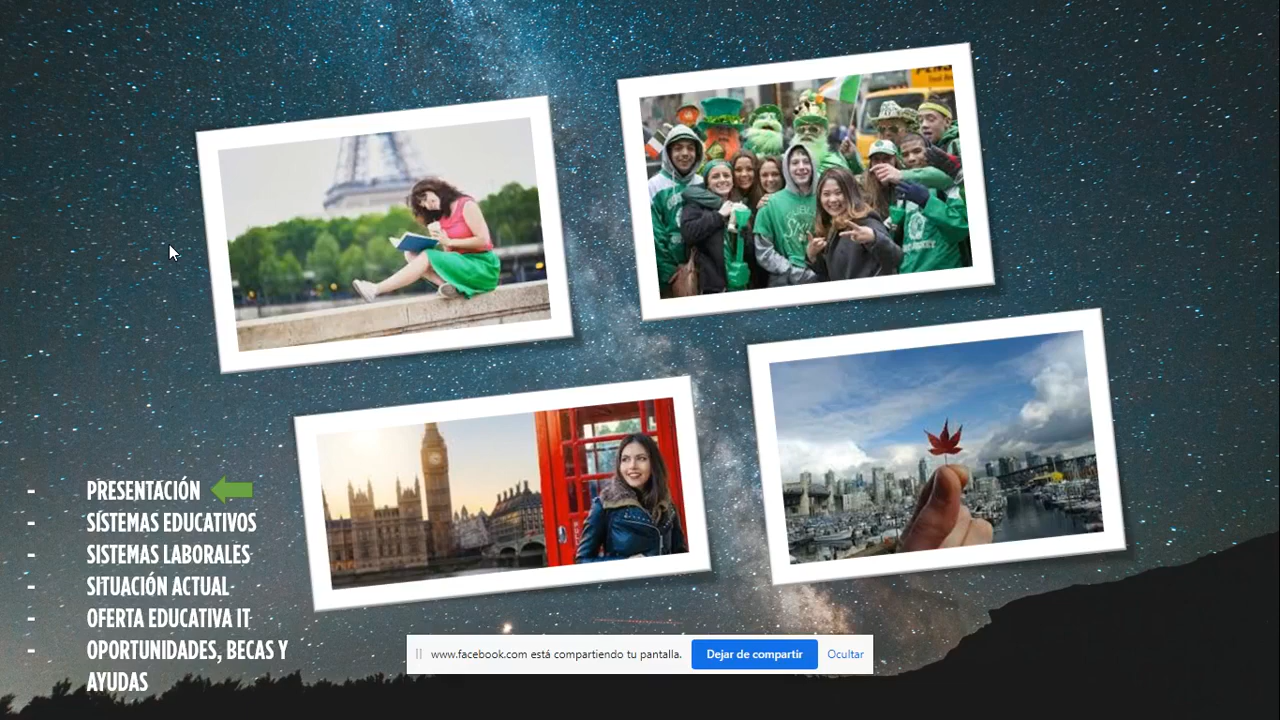 - PRESENTACIÓN
- SÍSTEMAS EDUCATIVOS
- SISTEMAS LABORALES
- SITUACIÓN ACTUAL
- OFERTA EDUCATIVA IT
- OPORTUNIDADES, BECAS Y
AYUDAS
www.facebook.com está compartiendo tu pantalla.
Dejar de compartir
Ocultar